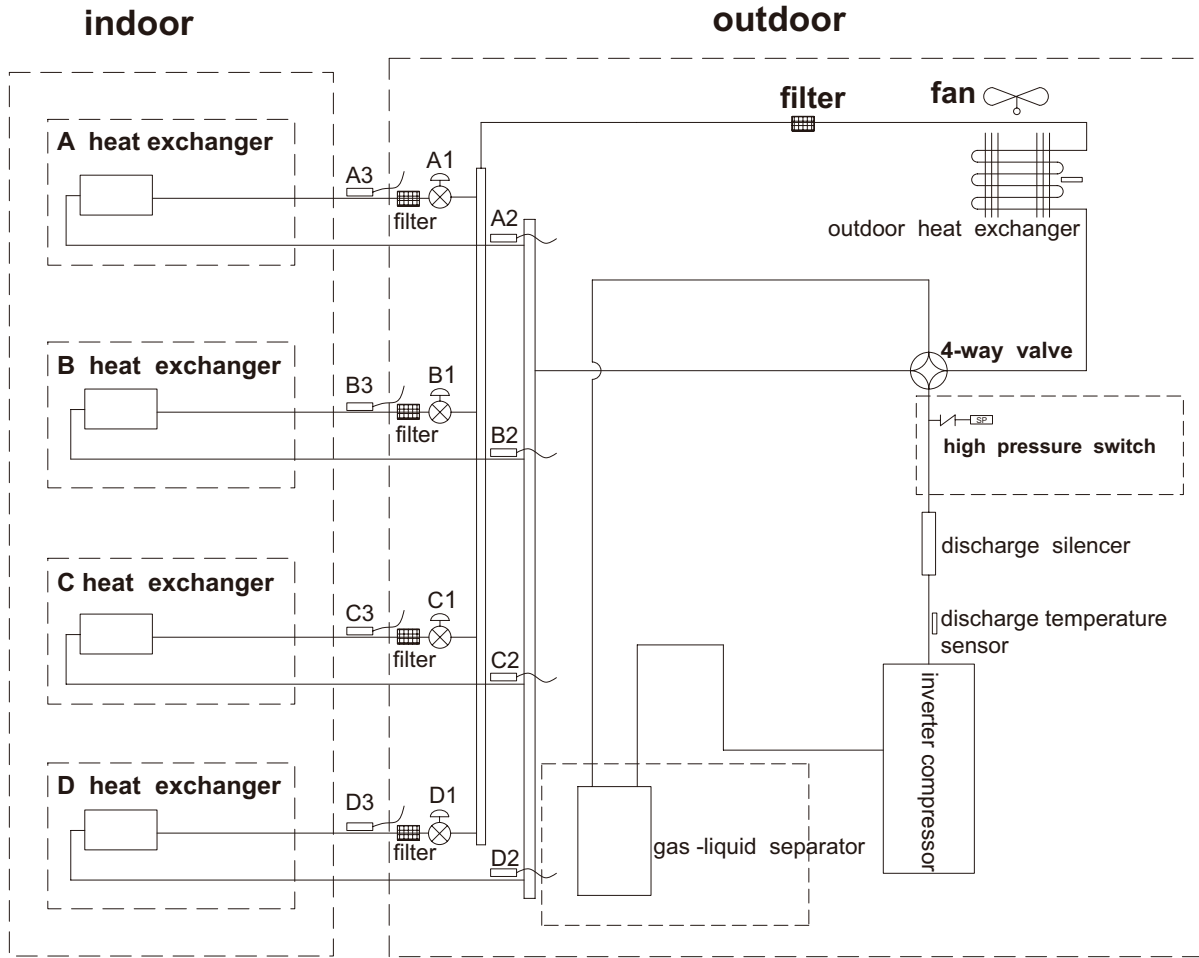 indoor
outdoor
filter
fan
A heat exchanger
A3
A1
filter
A2
outdoor heat exchanger
B heat exchanger
B3
B1
filter
B2
4-way valve
SP
high pressure switch
discharge silencer
C heat exchanger
C3
C1
filter
C2
discharge temperature
sensor
inverter compressor
D heat exchanger
D3
D1
filter
D2
gas -liquid separator